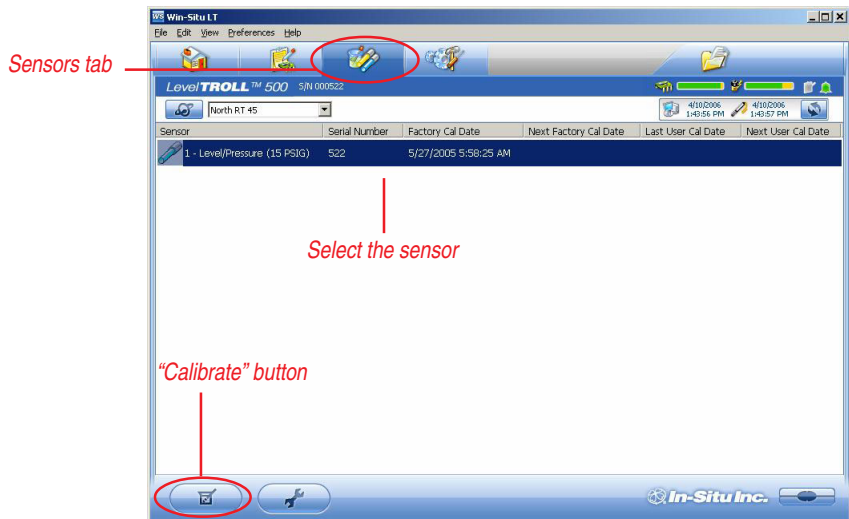 Win-Situ LT
File Edit View Preferences Help
Sensors tab
Level TROLL™ 500 S/N 000522
North RT 45
4/10/2006 1:43:56 PM
4/10/2006 1:43:57 PM
Sensor Serial Number Factory Cal Date Next Factory Cal Date Last User Cal Date Next User Cal Date
1 - Level/Pressure (15 PSIG) 522 5/27/2005 5:58:25 AM
Select the sensor
“Calibrate” button
In-Situ Inc.